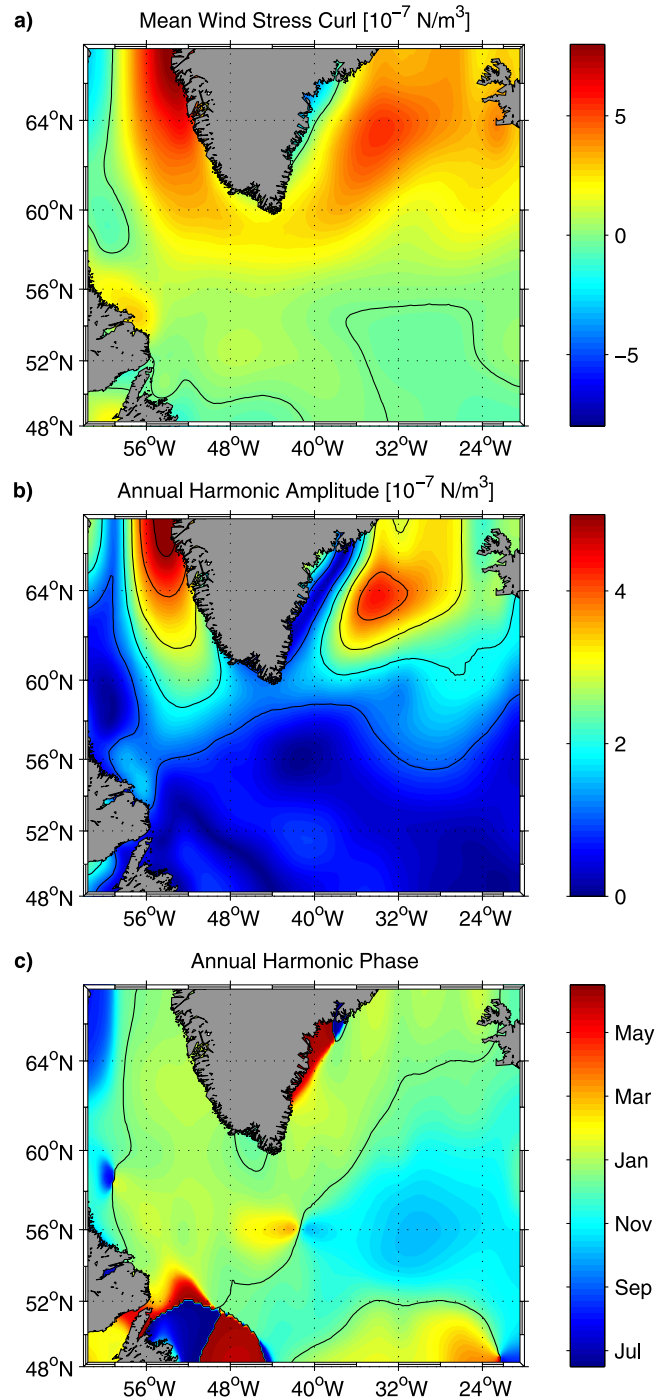 a)
Mean Wind Stress Curl [10⁻⁷ N/m³]
64°N
60°N
56°N
52°N
48°N
56°W
48°W
40°W
32°W
24°W
5
0
−5
b)
Annual Harmonic Amplitude [10⁻⁷ N/m³]
64°N
60°N
56°N
52°N
48°N
56°W
48°W
40°W
32°W
24°W
4
2
0
c)
Annual Harmonic Phase
64°N
60°N
56°N
52°N
48°N
56°W
48°W
40°W
32°W
24°W
May
Mar
Jan
Nov
Sep
Jul